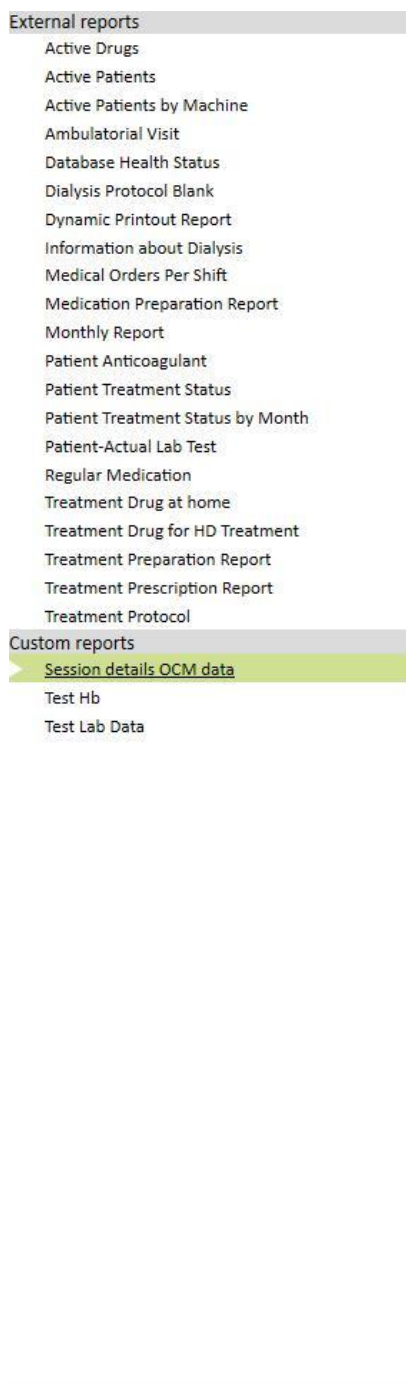 External reports
Active Drugs
Active Patients
Active Patients by Machine
Ambulatorial Visit
Database Health Status
Dialysis Protocol Blank
Dynamic Printout Report
Information about Dialysis
Medical Orders Per Shift
Medication Preparation Report
Monthly Report
Patient Anticoagulant
Patient Treatment Status
Patient Treatment Status by Month
Patient-Actual Lab Test
Regular Medication
Treatment Drug at home
Treatment Drug for HD Treatment
Treatment Preparation Report
Treatment Prescription Report
Treatment Protocol
Custom reports
Session details OCM data
Test Hb
Test Lab Data